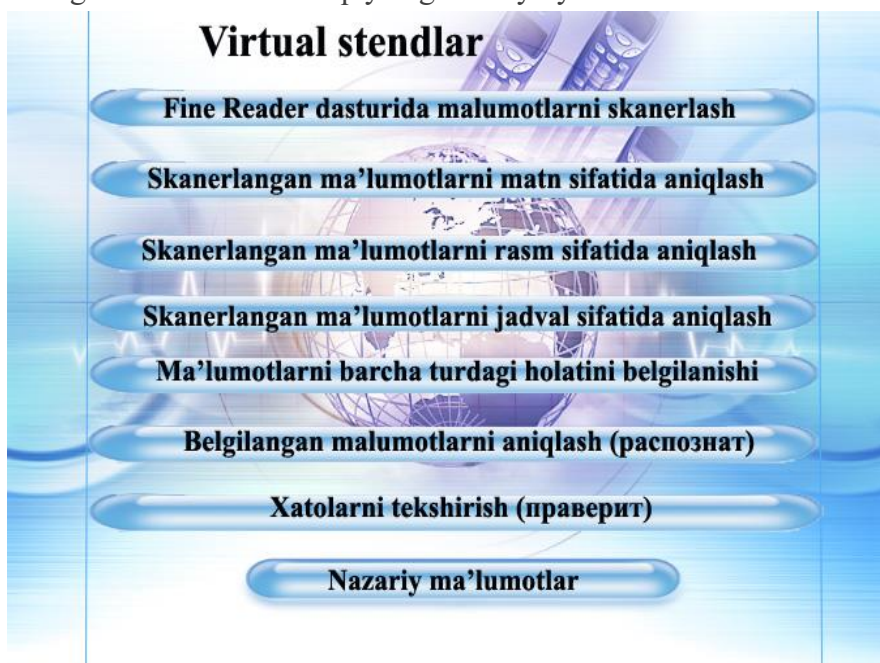 Virtual stendlar
Fine Reader dasturida malumotlarni skanerlash
Skanerlangan ma’lumotlarni matn sifatida aniqlash
Skanerlangan ma’lumotlarni rasm sifatida aniqlash
Skanerlangan ma’lumotlarni jadval sifatida aniqlash
Ma’lumotlarni barcha turdagi holatini belgilanishi
Belgilangan malumotlarni aniqlash (распознат)
Xatolarni tekshirish (праверит)
Nazariy ma’lumotlar